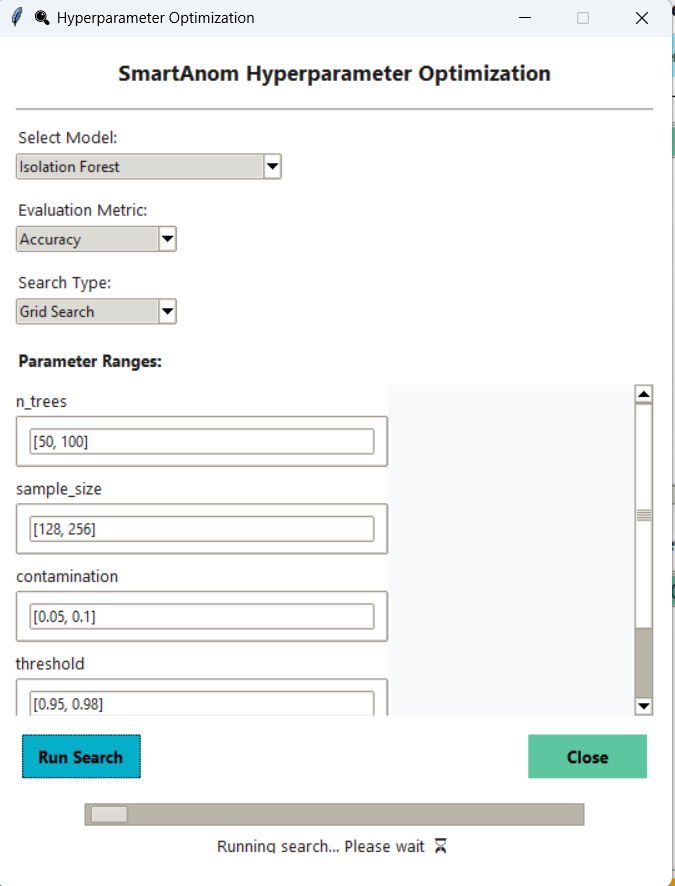 Hyperparameter Optimization
SmartAnom Hyperparameter Optimization
Select Model:
Isolation Forest
Evaluation Metric:
Accuracy
Search Type:
Grid Search
Parameter Ranges:
n_trees
[50, 100]
sample_size
[128, 256]
contamination
[0.05, 0.1]
threshold
[0.95, 0.98]
Run Search
Close
Running search... Please wait ⏳